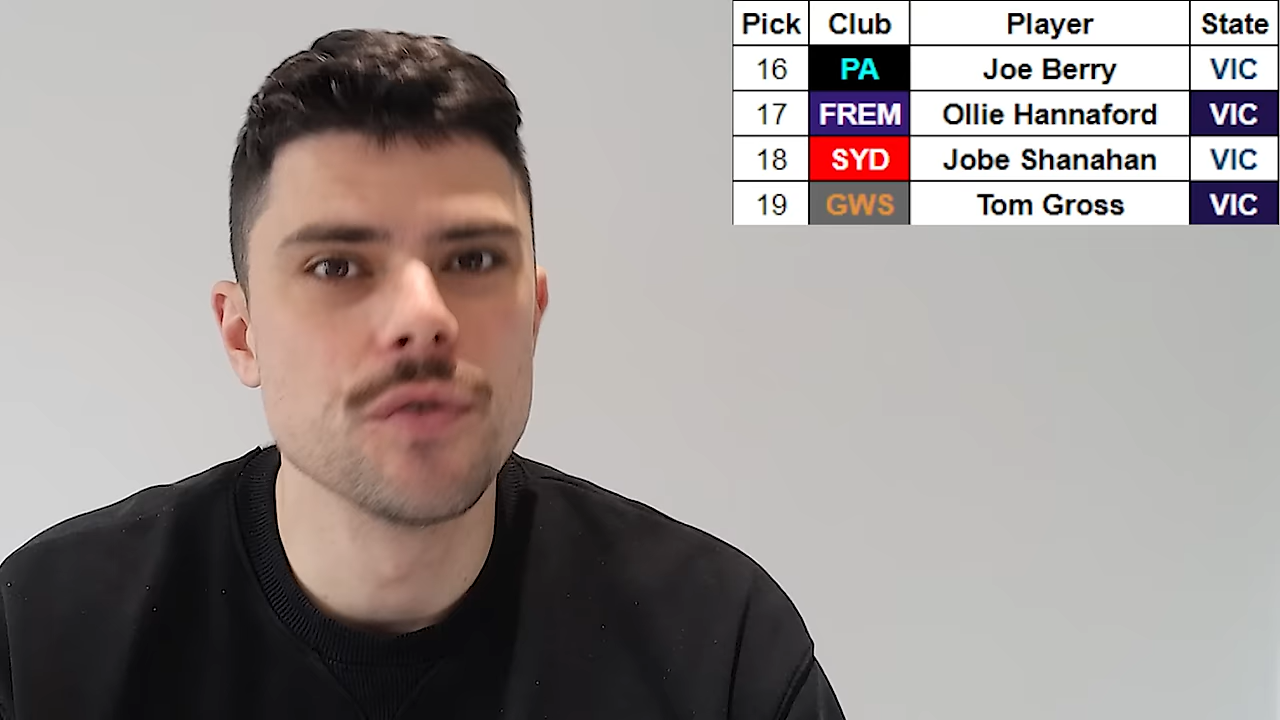 Pick Club Player State
16 PA Joe Berry VIC
17 FREM Ollie Hannaford VIC
18 SYD Jobe Shanahan VIC
19 GWS Tom Gross VIC